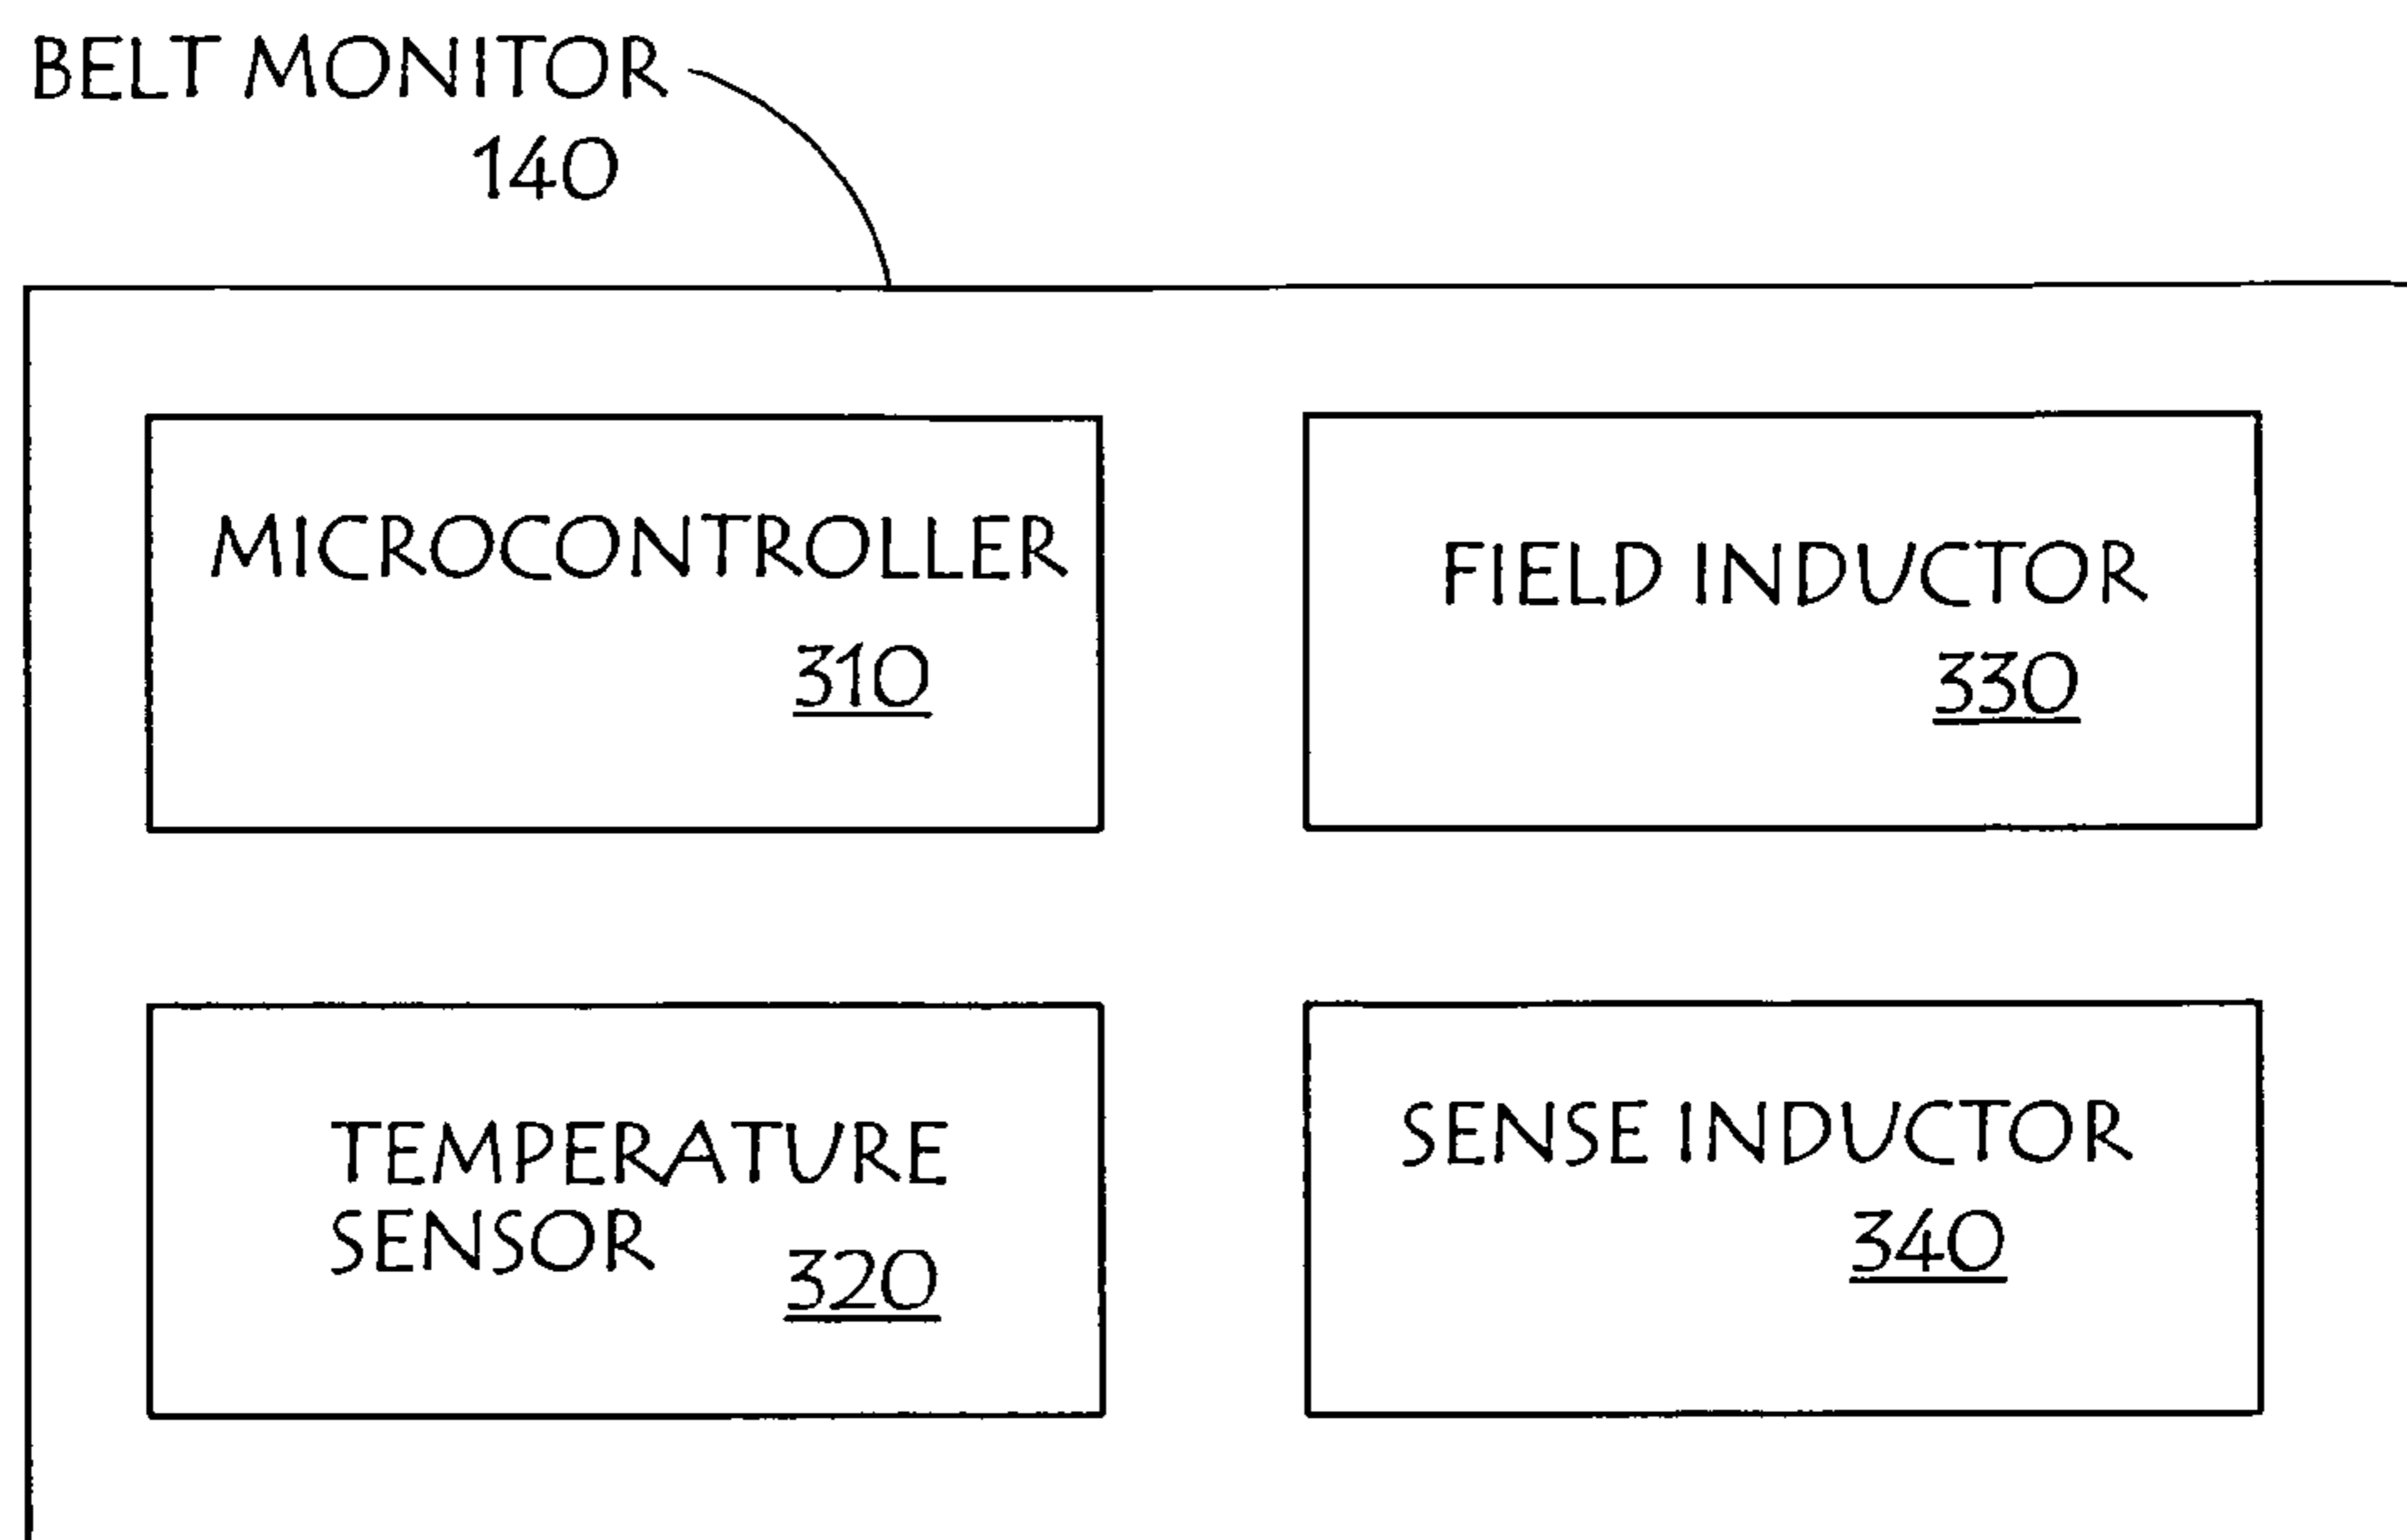 BELT MONITOR
140
MICROCONTROLLER
310
FIELD INDUCTOR
330
TEMPERATURE
SENSOR
320
SENSE INDUCTOR
340